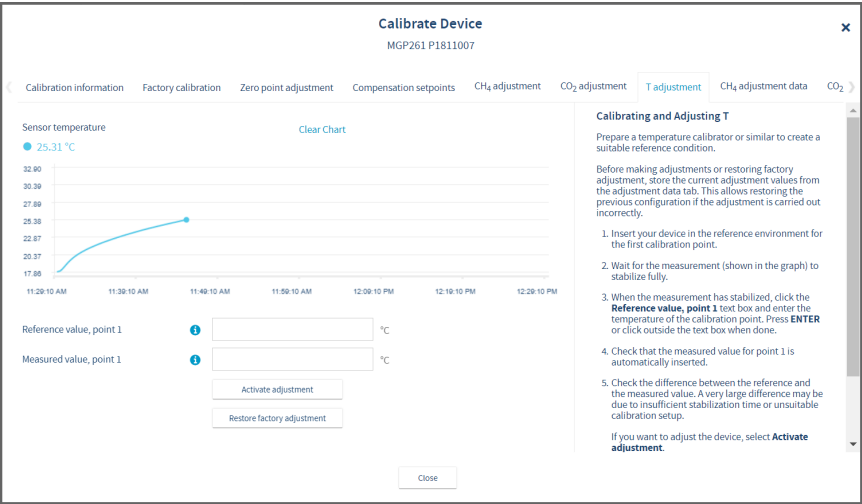 Calibrate Device
MGP261 P1811007
Calibration information
Factory calibration
Zero point adjustment
Compensation setpoints
CH4 adjustment
CO2 adjustment
T adjustment
CH4 adjustment data
CO2
Sensor temperature
Clear Chart
25.31 °C
32.90
30.39
27.89
25.38
22.87
20.37
17.86
11:29:10 AM
11:39:10 AM
11:49:10 AM
11:59:10 AM
12:09:10 PM
12:19:10 PM
12:29:10 PM
Reference value, point 1
i
°C
Measured value, point 1
i
°C
Activate adjustment
Restore factory adjustment
Calibrating and Adjusting T
Prepare a temperature calibrator or similar to create a
suitable reference condition.
Before making adjustments or restoring factory
adjustment, store the current adjustment values from
the adjustment data tab. This allows restoring the
previous configuration if the adjustment is carried out
incorrectly.
1. Insert your device in the reference environment for
the first calibration point.
2. Wait for the measurement (shown in the graph) to
stabilize fully.
3. When the measurement has stabilized, click the
Reference value, point 1 text box and enter the
temperature of the calibration point. Press ENTER
or click outside the text box when done.
4. Check that the measured value for point 1 is
automatically inserted.
5. Check the difference between the reference and
the measured value. A very large difference may be
due to insufficient stabilization time or unsuitable
calibration setup.
If you want to adjust the device, select Activate
adjustment.
Close